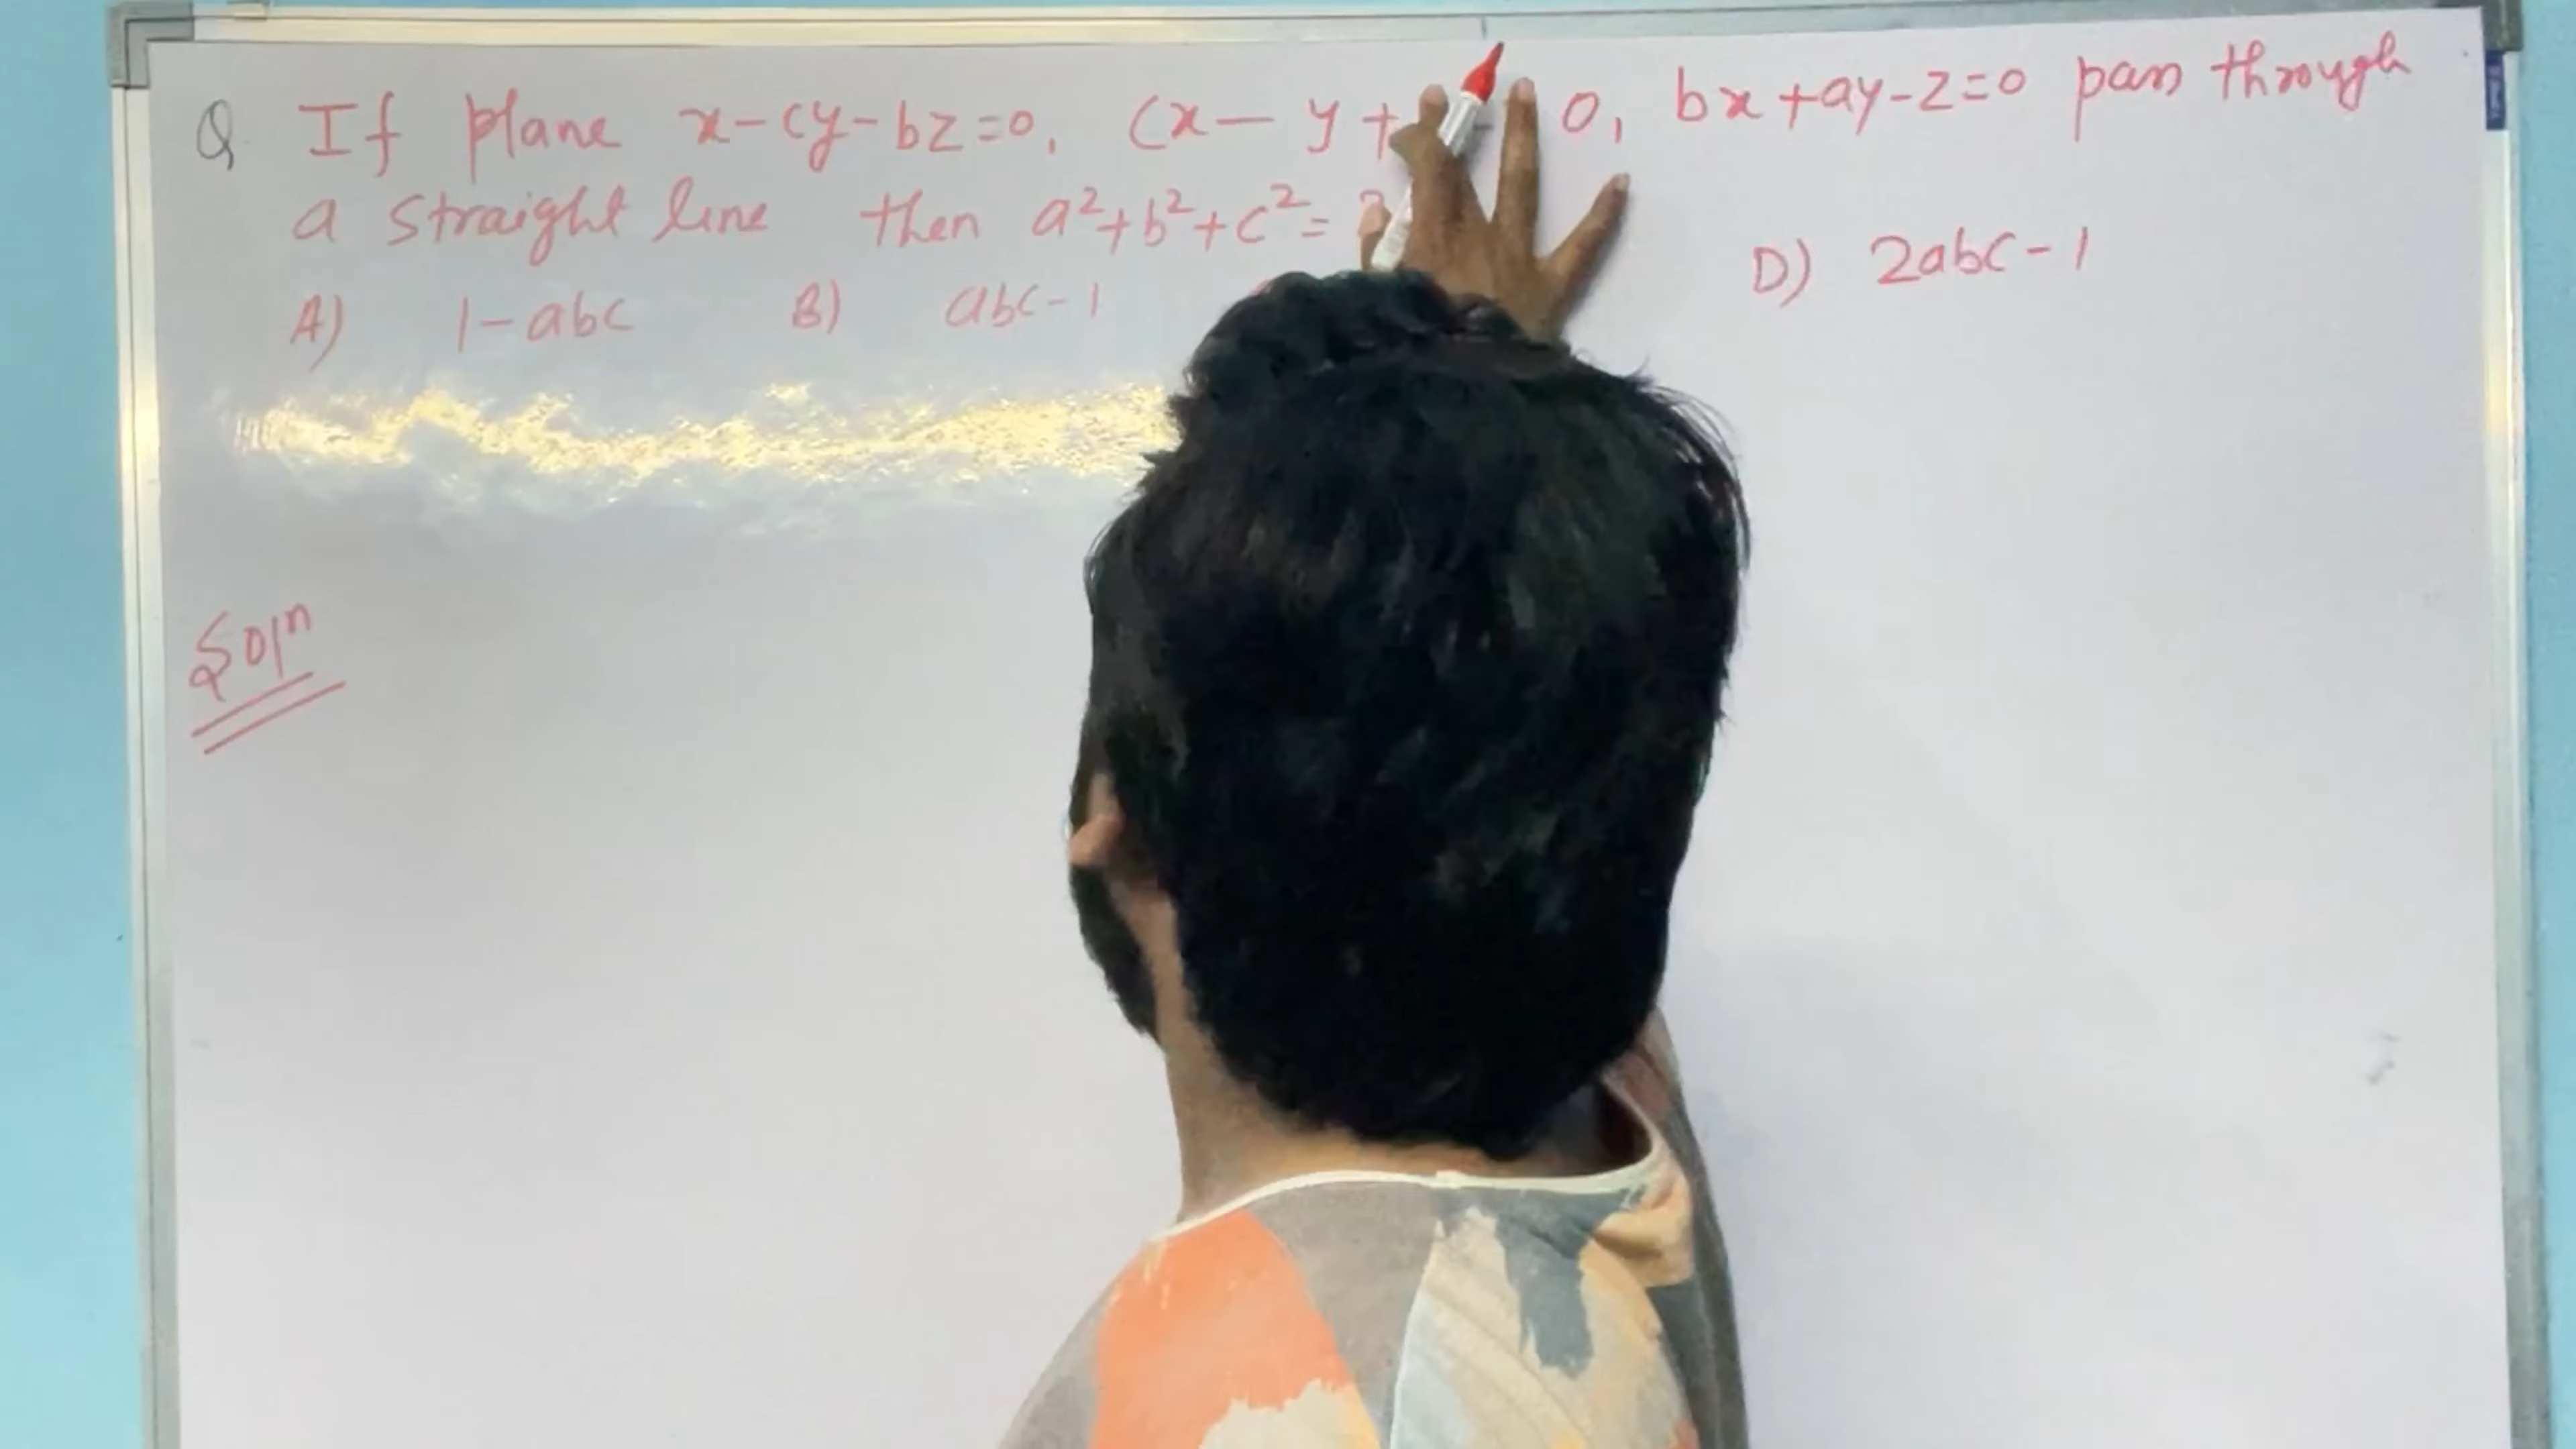 Q If plane x-cy-bz=0, cx-y+ 0, bx+ay-z=0 pass through
a straight line then a²+b²+c²=
A) 1-abc B) abc-1 D) 2abc-1
Solⁿ